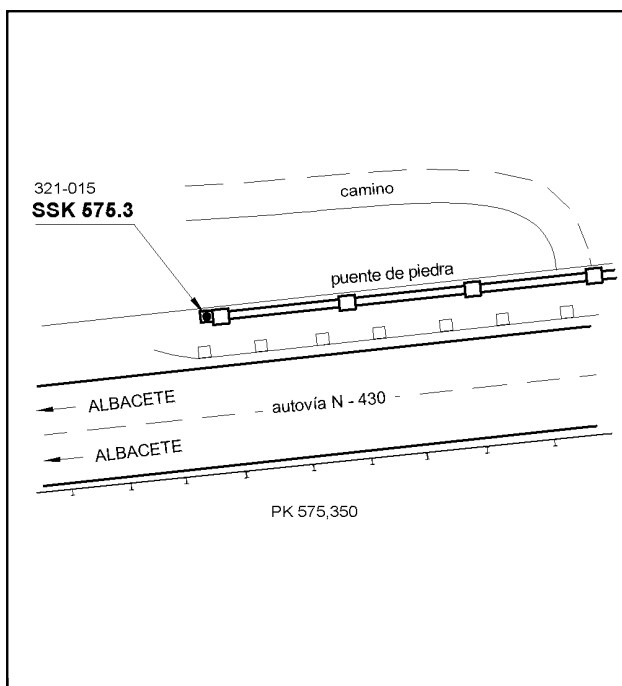 camino
321-015
SSK 575.3
puente de piedra
ALBACETE
autovía N - 430
ALBACETE
PK 575,350